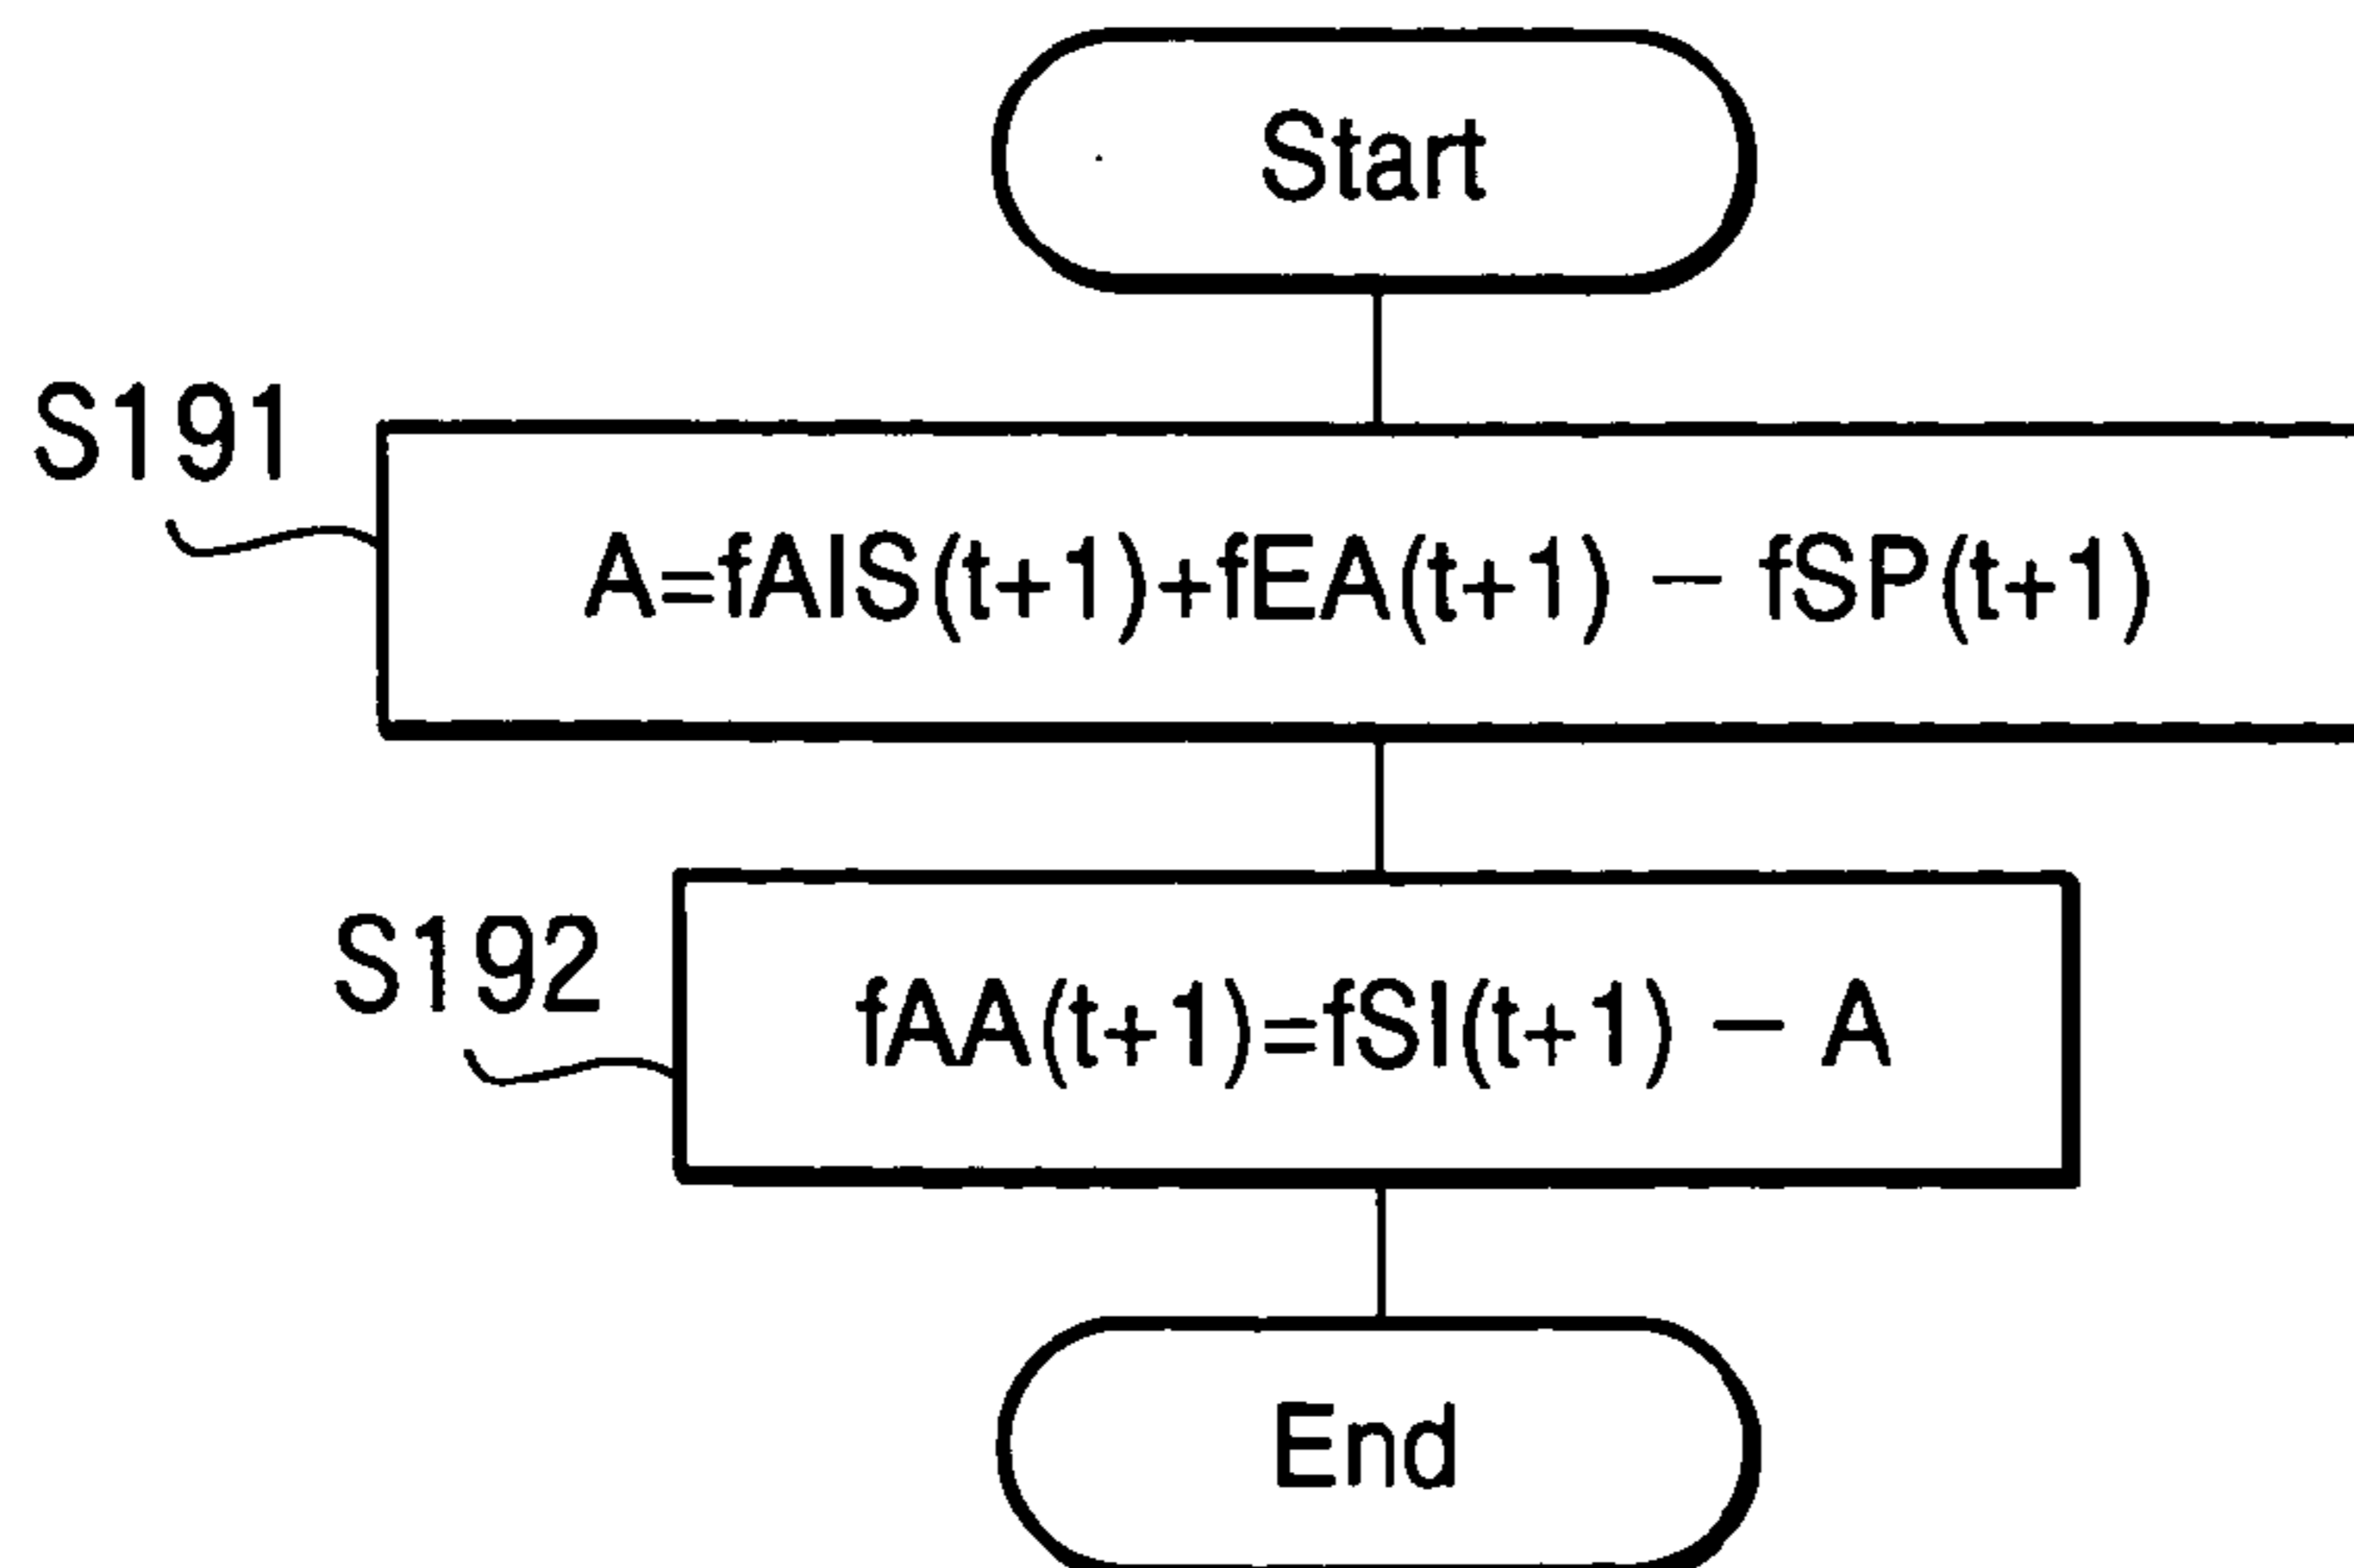 Start
S191
A=fAIS(t+1)+fEA(t+1) − fSP(t+1)
S192
fAA(t+1)=fSI(t+1) − A
End